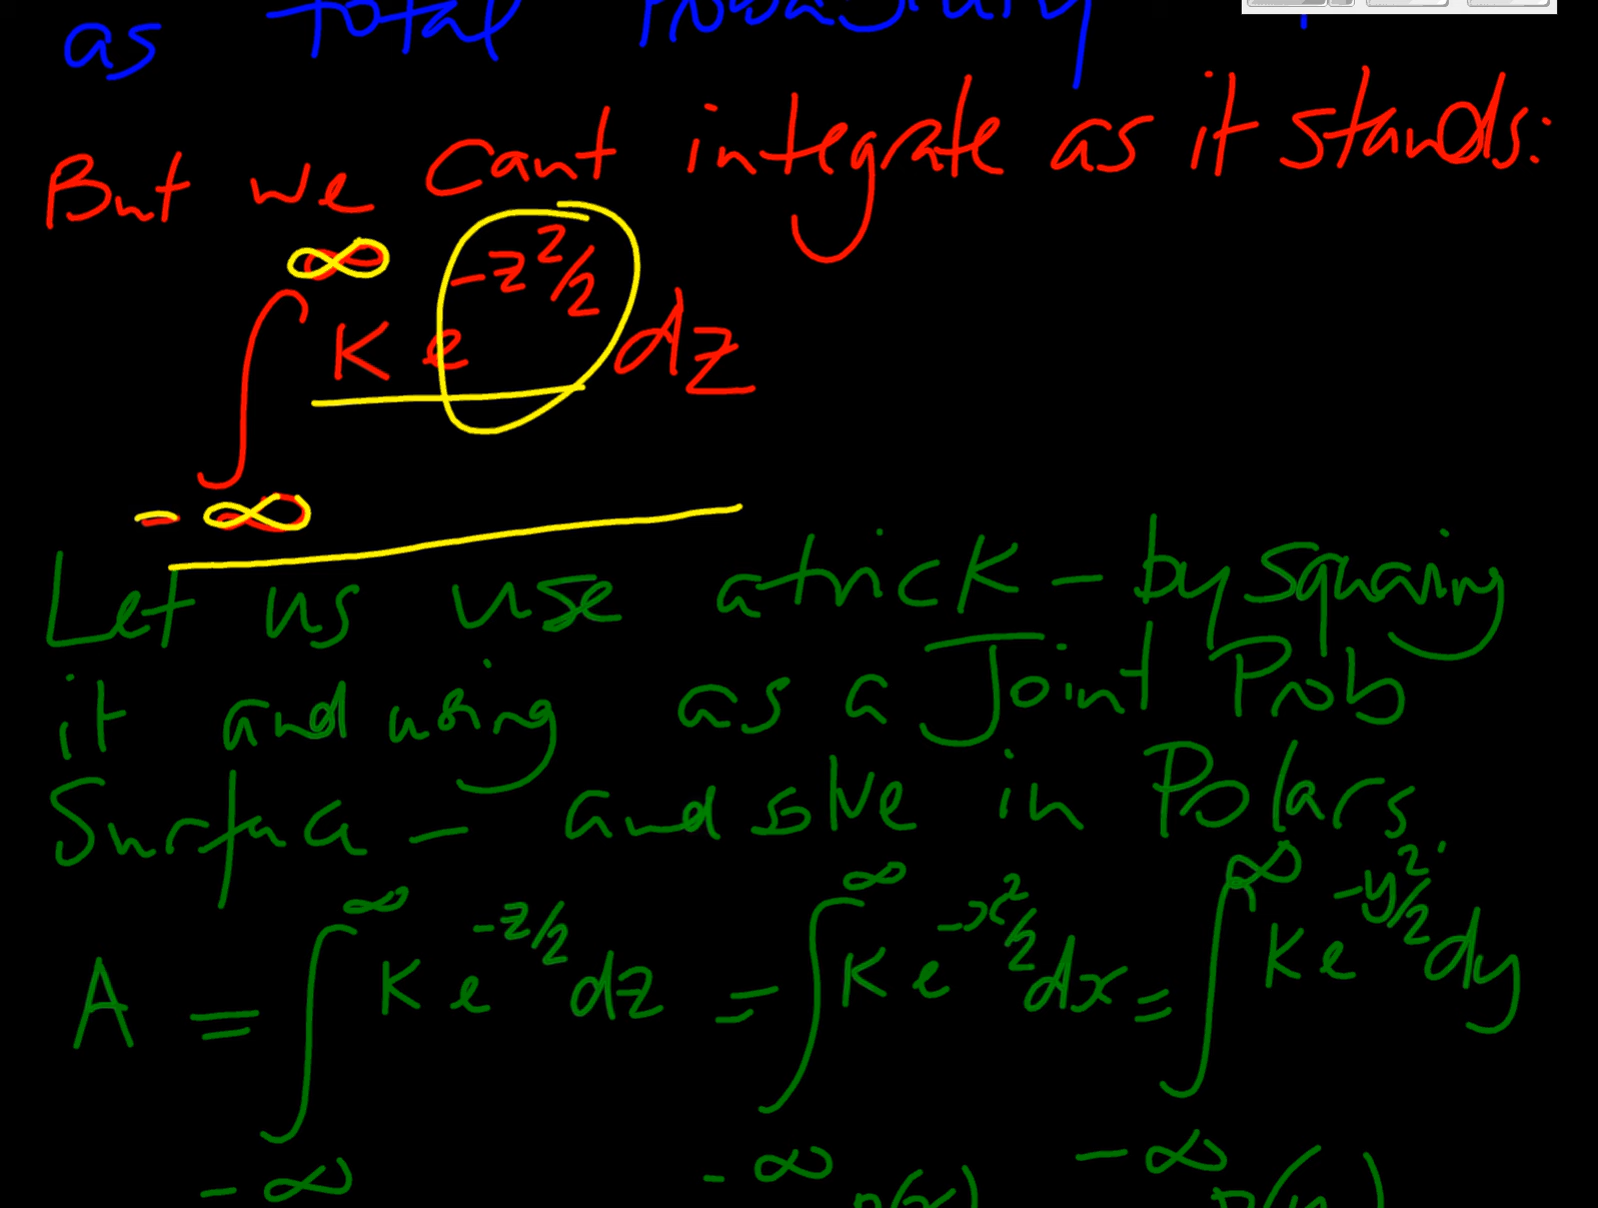 as total Probability
But we cant integrate as it stands:
∫_{-∞}^{∞} K e^{-z²/2} dz
Let us use a trick – by squaring
it and using as a Joint Prob
Surface – and solve in Polars.
A = ∫_{-∞}^{∞} K e^{-z/2} dz = ∫_{-∞}^{∞} K e^{-x²/2} dx = ∫_{-∞}^{∞} K e^{-y²/2} dy